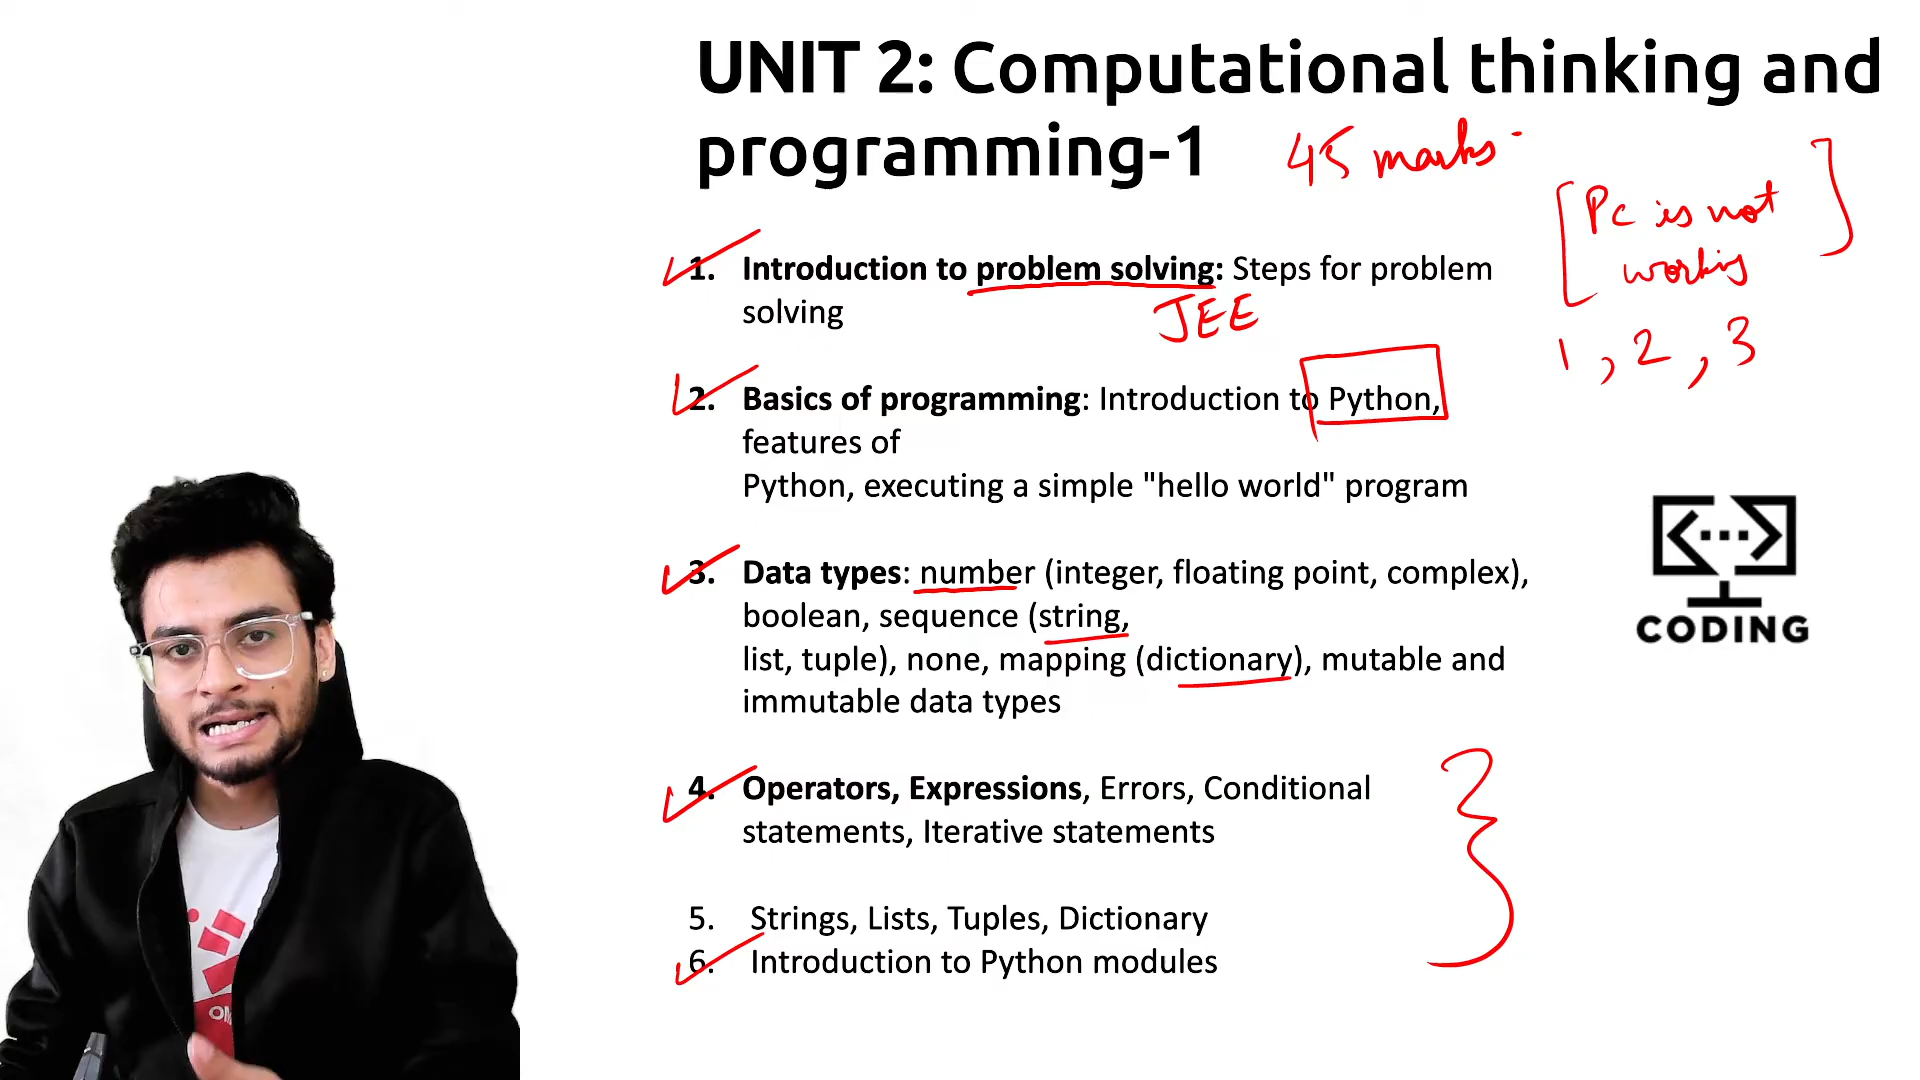 UNIT 2: Computational thinking and
programming-1
45 marks
[PC is not
working]
1. Introduction to problem solving: Steps for problem
solving
JEE
1, 2, 3
2. Basics of programming: Introduction to Python,
features of
Python, executing a simple "hello world" program
3. Data types: number (integer, floating point, complex),
boolean, sequence (string,
list, tuple), none, mapping (dictionary), mutable and
immutable data types
CODING
4. Operators, Expressions, Errors, Conditional
statements, Iterative statements
5. Strings, Lists, Tuples, Dictionary
6. Introduction to Python modules